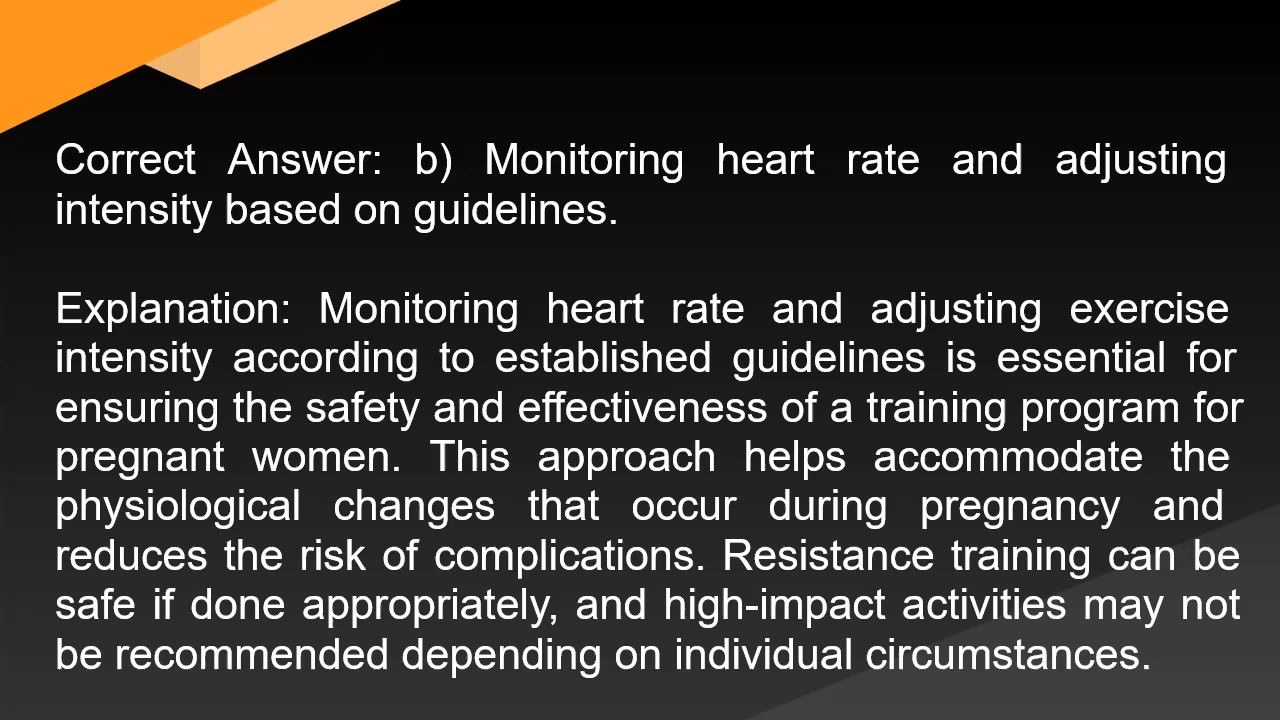 Correct Answer: b) Monitoring heart rate and adjusting
intensity based on guidelines.
Explanation: Monitoring heart rate and adjusting exercise
intensity according to established guidelines is essential for
ensuring the safety and effectiveness of a training program for
pregnant women. This approach helps accommodate the
physiological changes that occur during pregnancy and
reduces the risk of complications. Resistance training can be
safe if done appropriately, and high-impact activities may not
be recommended depending on individual circumstances.